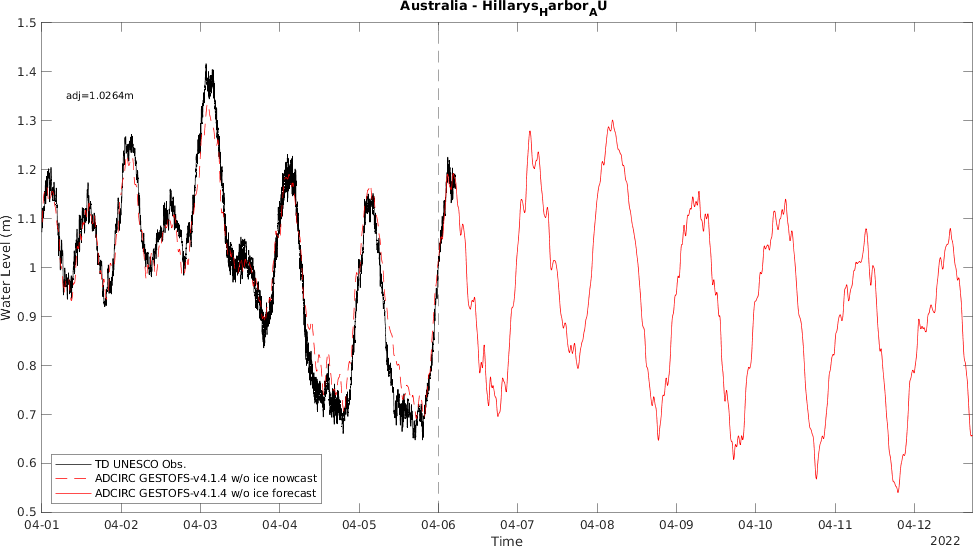 Australia - HillarysHarborAU
1.5
1.4
adj=1.0264m
1.3
1.2
1.1
1
0.9
0.8
0.7
0.6
0.5
Water Level (m)
TD UNESCO Obs.
ADCIRC GESTOFS-v4.1.4 w/o ice nowcast
ADCIRC GESTOFS-v4.1.4 w/o ice forecast
04-01 04-02 04-03 04-04 04-05 04-06 04-07 04-08 04-09 04-10 04-11 04-12
Time
2022